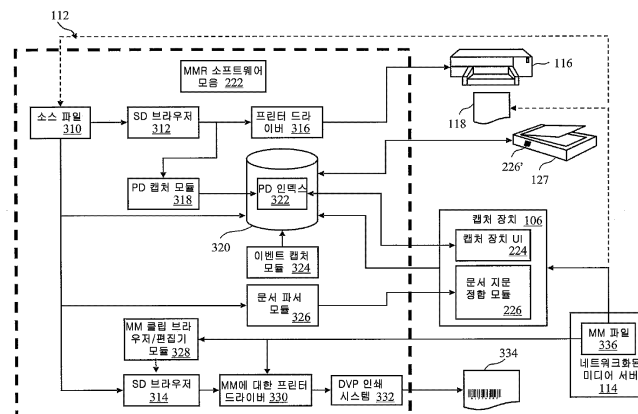 112
MMR 소프트웨어
모음 222
116
소스 파일
310
SD 브라우저
312
프린터 드라
이버 316
118
226'
127
PD 캡처 모듈
318
PD 인덱스
322
320
이벤트 캡처
모듈 324
캡처 장치 106
캡처 장치 UI
224
문서 지문
정합 모듈
226
문서 파서
모듈 326
MM 클립 브라
우저/편집기
모듈 328
MM 파일
336
네트워크화된
미디어 서버
114
334
SD 브라우저
314
MM에 대한 프린터
드라이버 330
DVP 인쇄
시스템 332